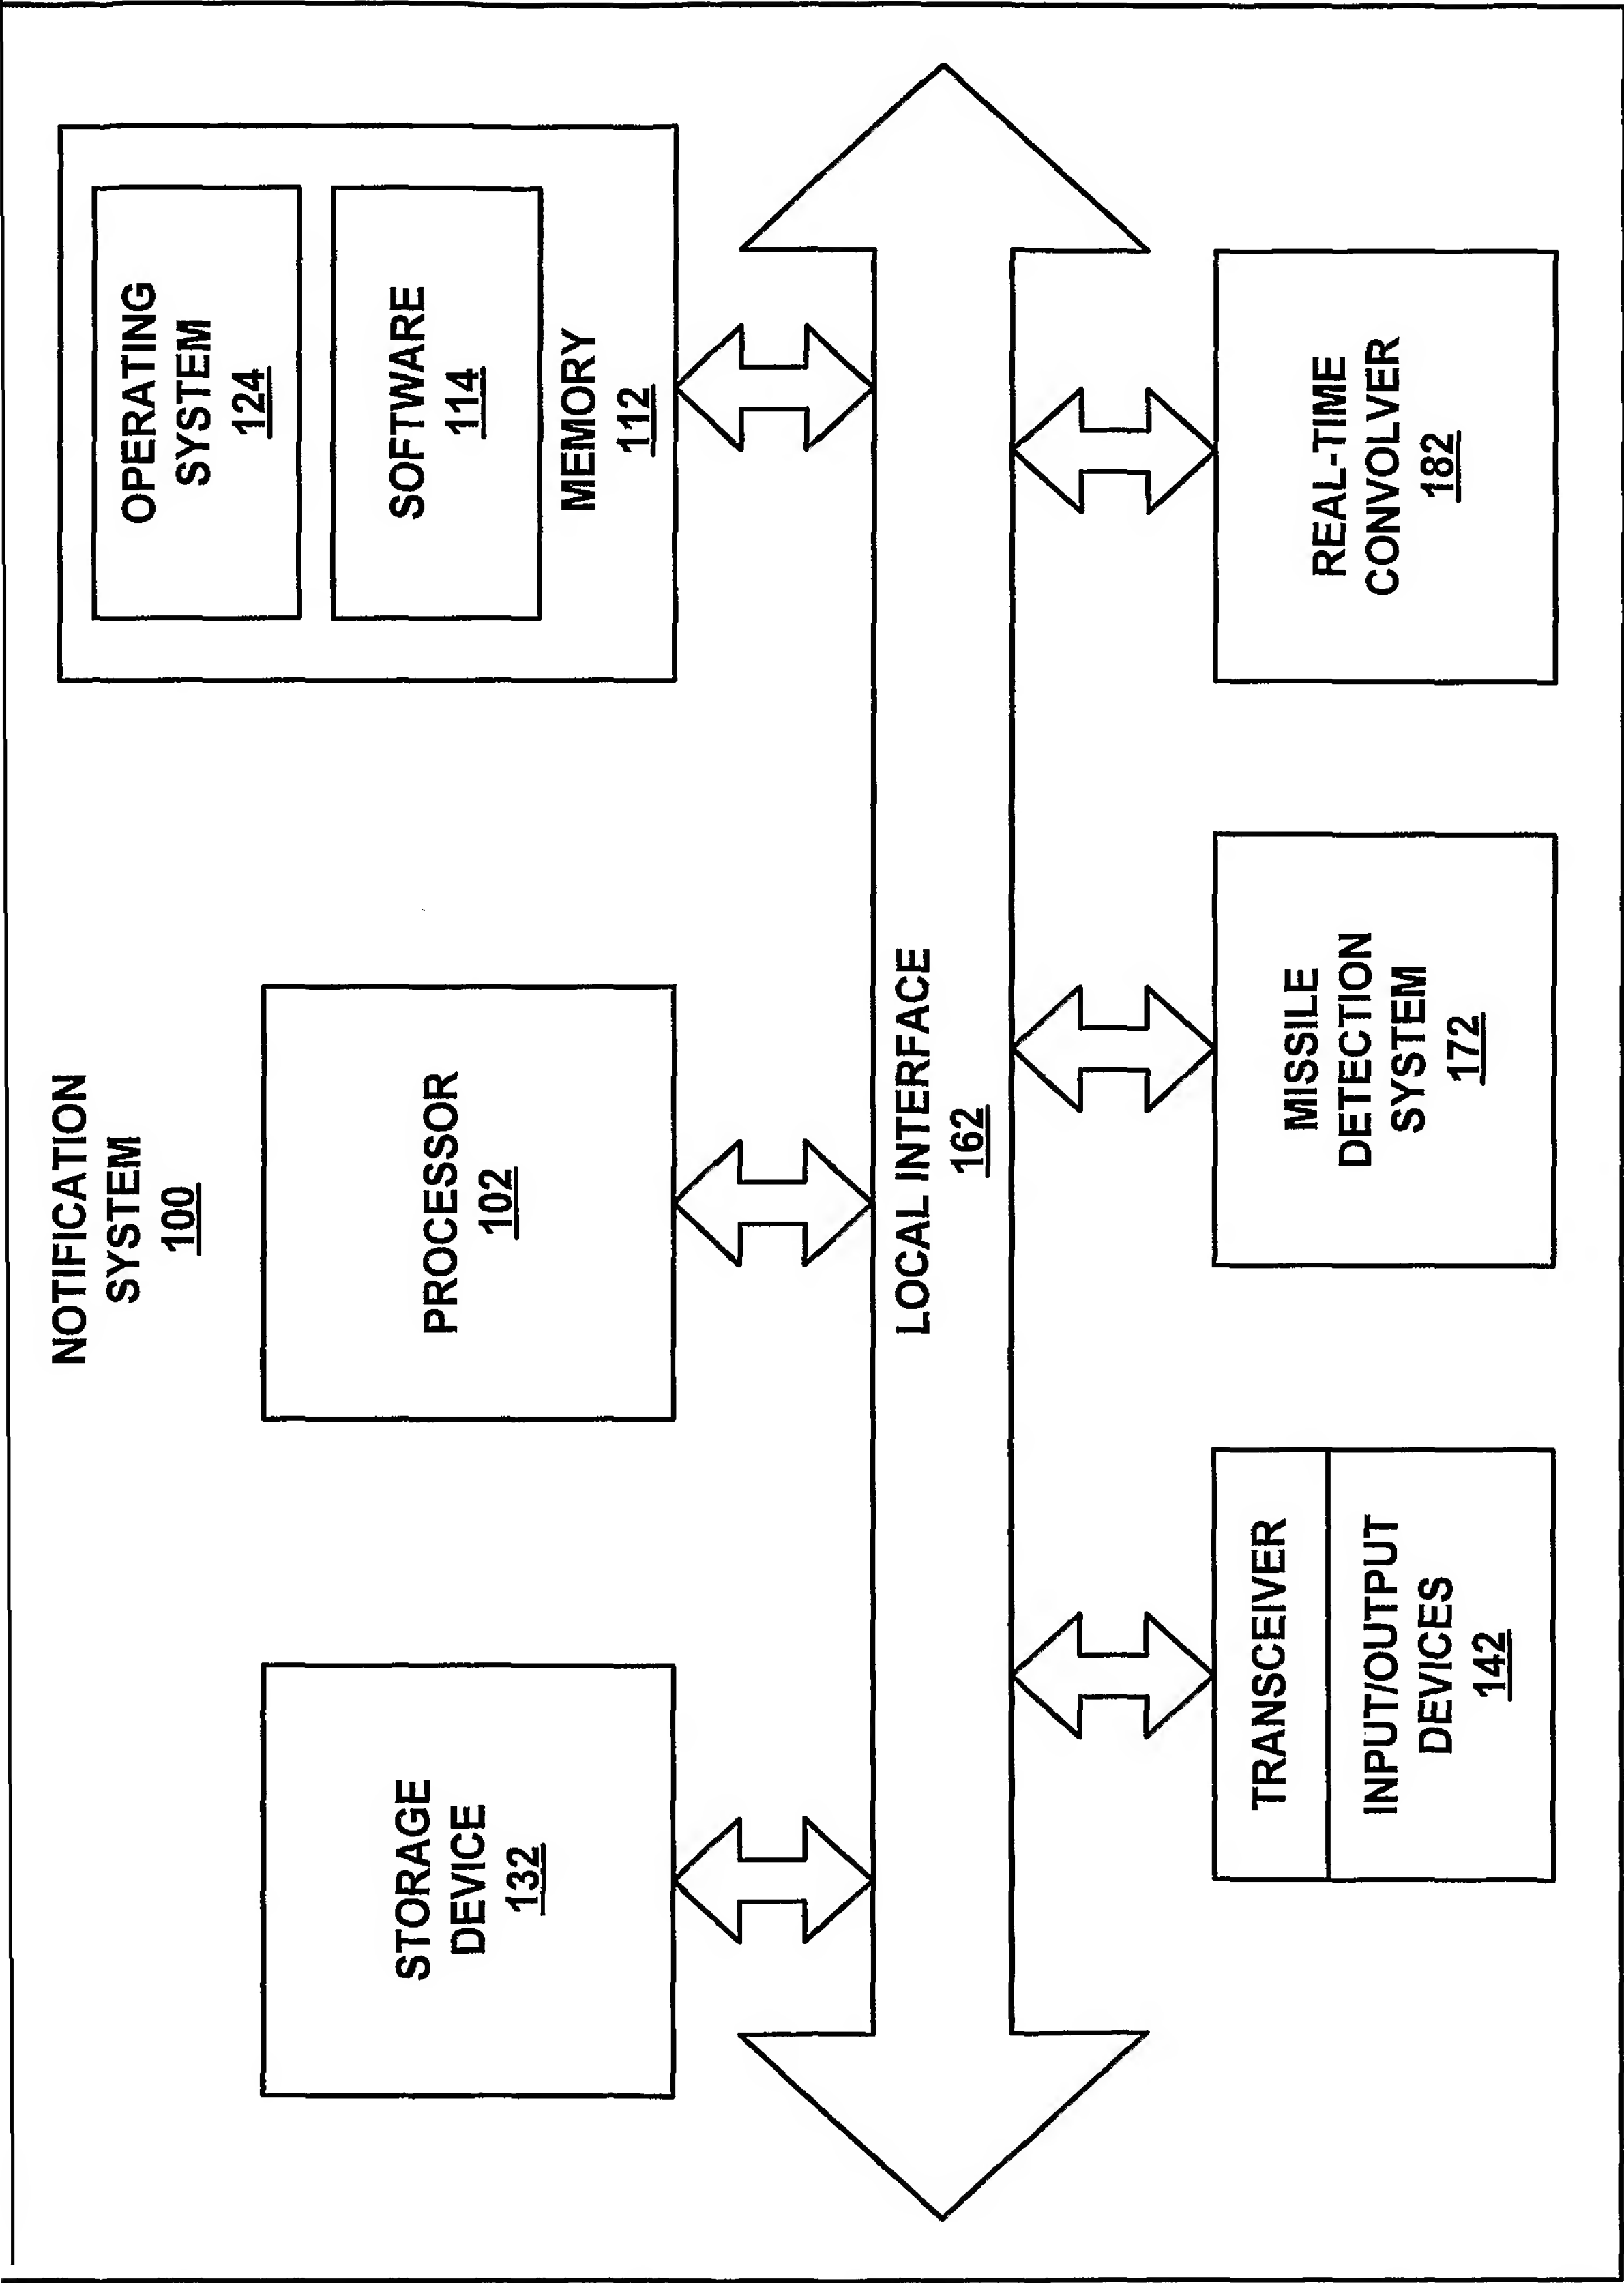 NOTIFICATION
SYSTEM
100
STORAGE
DEVICE
132
PROCESSOR
102
OPERATING
SYSTEM
124
SOFTWARE
114
MEMORY
112
LOCAL INTERFACE
162
TRANSCEIVER
INPUT/OUTPUT
DEVICES
142
MISSILE
DETECTION
SYSTEM
172
REAL-TIME
CONVOLVER
182